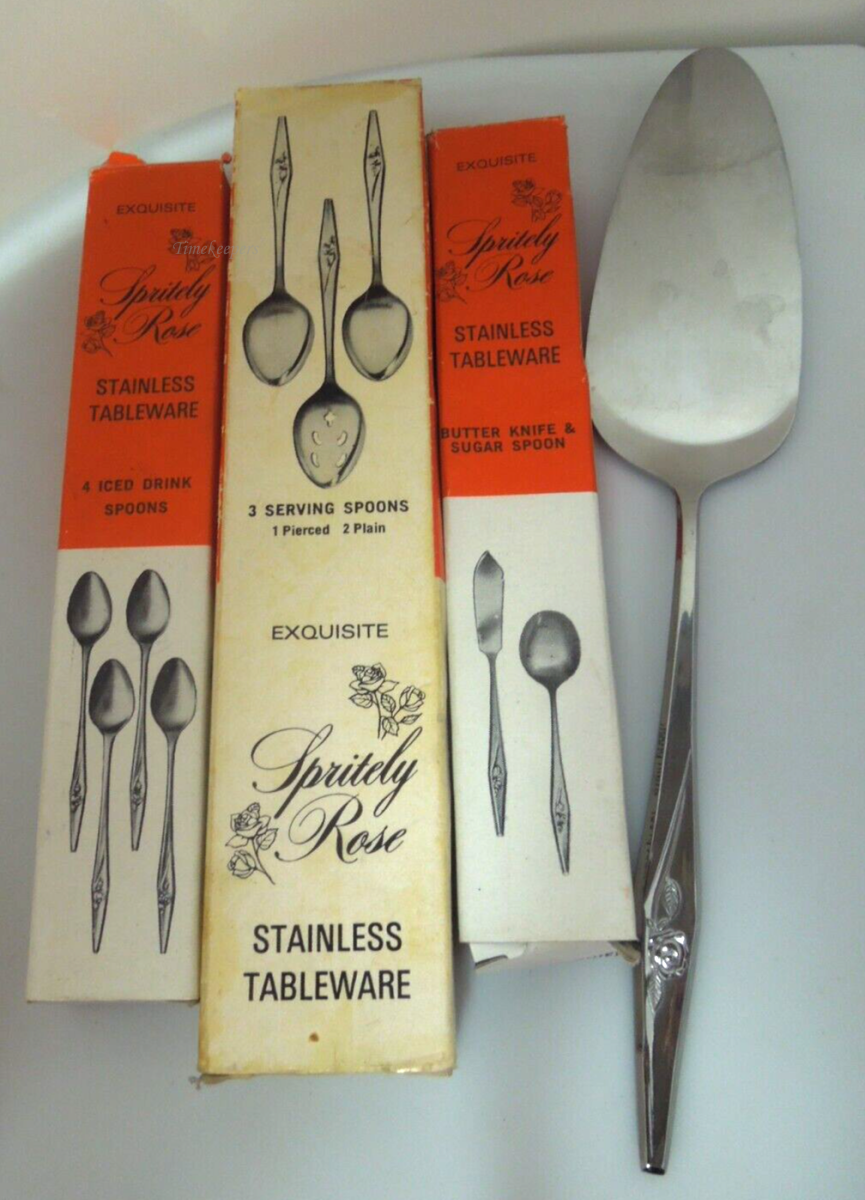 EXQUISITE
Spritely
Rose
STAINLESS
TABLEWARE
4 ICED DRINK
SPOONS
3 SERVING SPOONS
1 Pierced 2 Plain
EXQUISITE
Spritely
Rose
STAINLESS
TABLEWARE
EXQUISITE
Spritely
Rose
STAINLESS
TABLEWARE
BUTTER KNIFE &
SUGAR SPOON